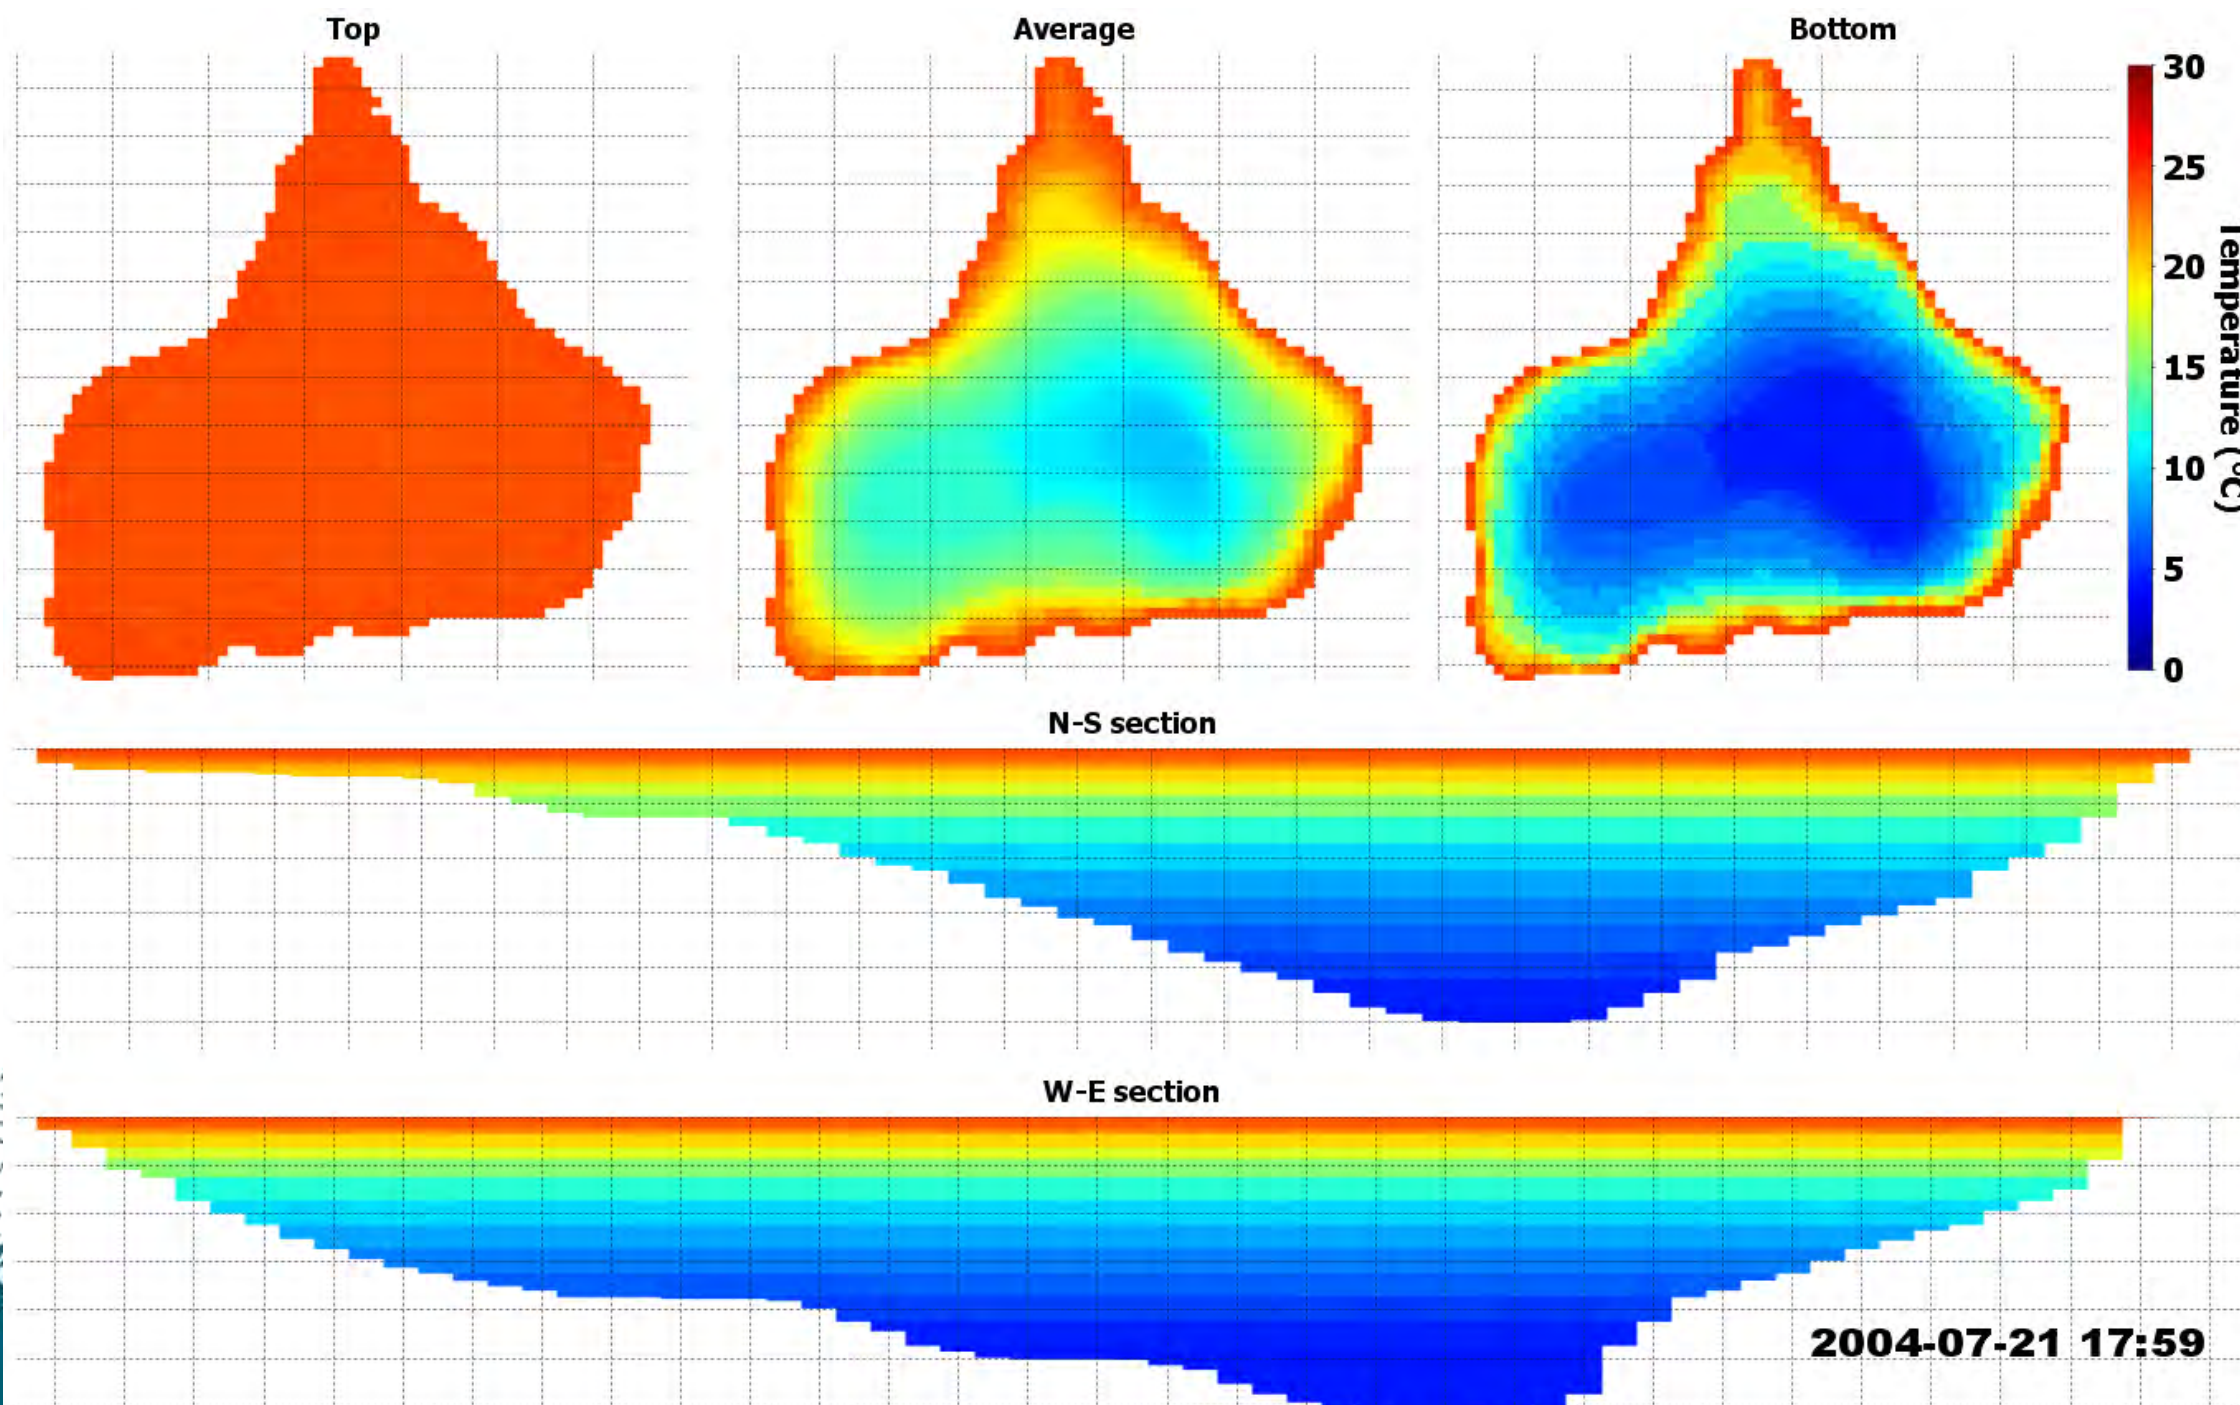 Top
Average
Bottom
30
25
20
15
10
5
0
Temperature (°C)
N-S section
W-E section
2004-07-21 17:59